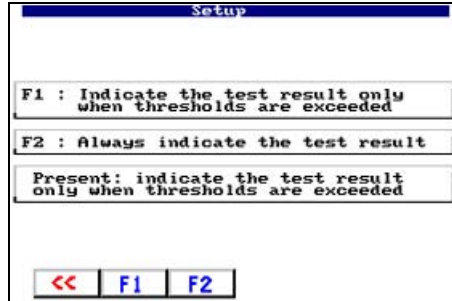 Setup
F1 : Indicate the test result only
when thresholds are exceeded
F2 : Always indicate the test result
Present: indicate the test result
only when thresholds are exceeded
<< F1 F2